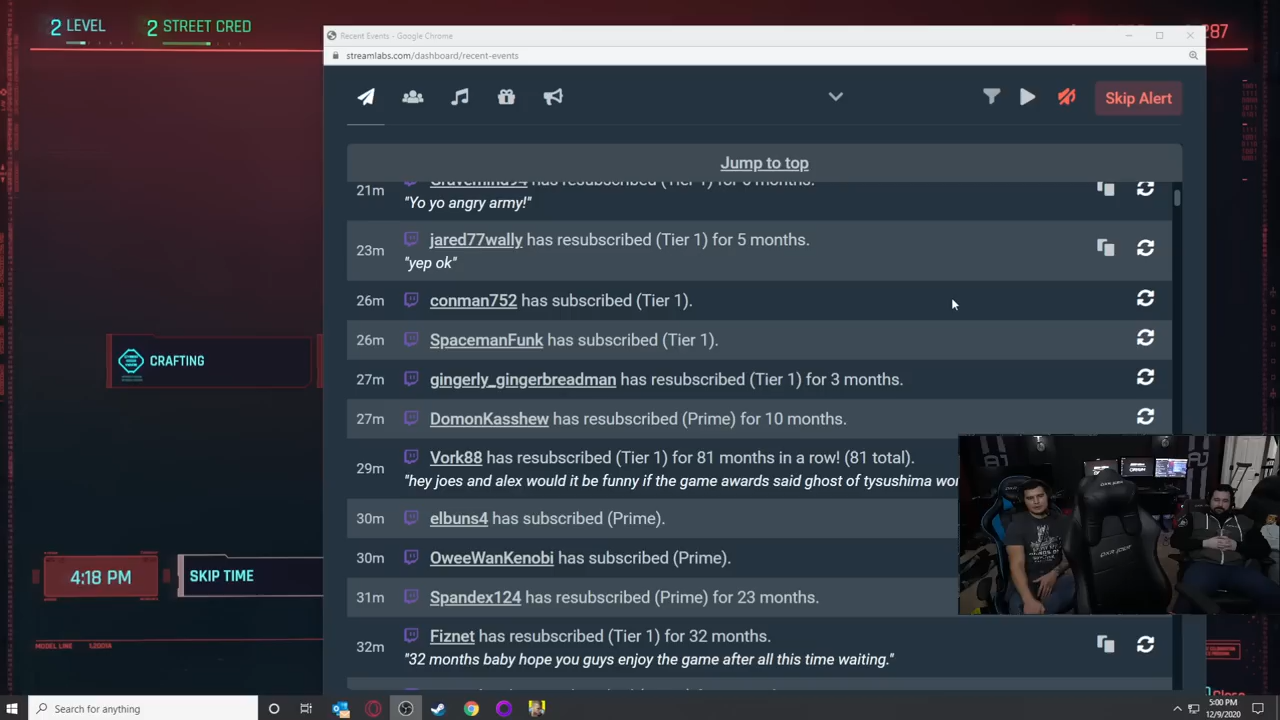 2 LEVEL
2 STREET CRED
287
Recent Events - Google Chrome
streamlabs.com/dashboard/recent-events
Skip Alert
Jump to top
21m
Gravemind94 has resubscribed (Tier 1) for 6 months.
"Yo yo angry army!"
23m
jared77wally has resubscribed (Tier 1) for 5 months.
"yep ok"
26m conman752 has subscribed (Tier 1).
26m SpacemanFunk has subscribed (Tier 1).
27m gingerly_gingerbreadman has resubscribed (Tier 1) for 3 months.
27m DomonKasshew has resubscribed (Prime) for 10 months.
29m
Vork88 has resubscribed (Tier 1) for 81 months in a row! (81 total).
"hey joes and alex would it be funny if the game awards said ghost of tysushima wor
30m elbuns4 has subscribed (Prime).
30m OweeWanKenobi has subscribed (Prime).
31m Spandex124 has resubscribed (Prime) for 23 months.
32m
Fiznet has resubscribed (Tier 1) for 32 months.
"32 months baby hope you guys enjoy the game after all this time waiting."
CRAFTING
4:18 PM
SKIP TIME
MODEL LINE
Close
Search for anything
5:00 PM
12/9/2020